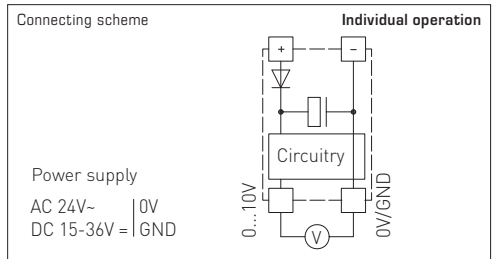 Connecting scheme
Individual operation
+ −
Circuitry
Power supply
AC 24V~ | 0V
DC 15-36V = | GND
0...10V
0V/GND
V